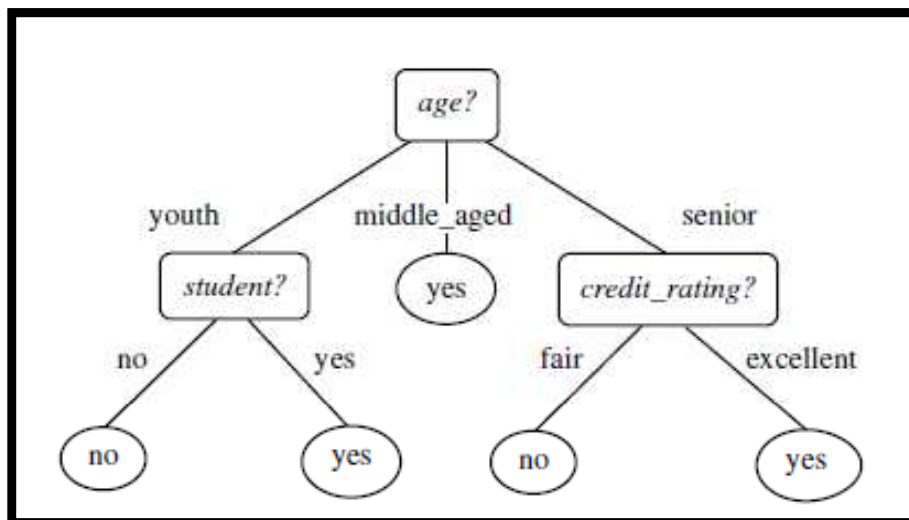 age?
youth
middle_aged
senior
student?
yes
credit_rating?
no
yes
fair
excellent
no
yes
no
yes